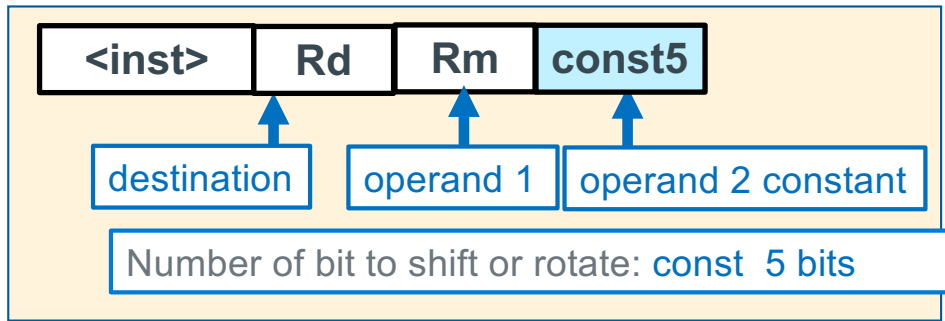 <inst> Rd Rm const5
destination operand 1 operand 2 constant
Number of bit to shift or rotate: const 5 bits